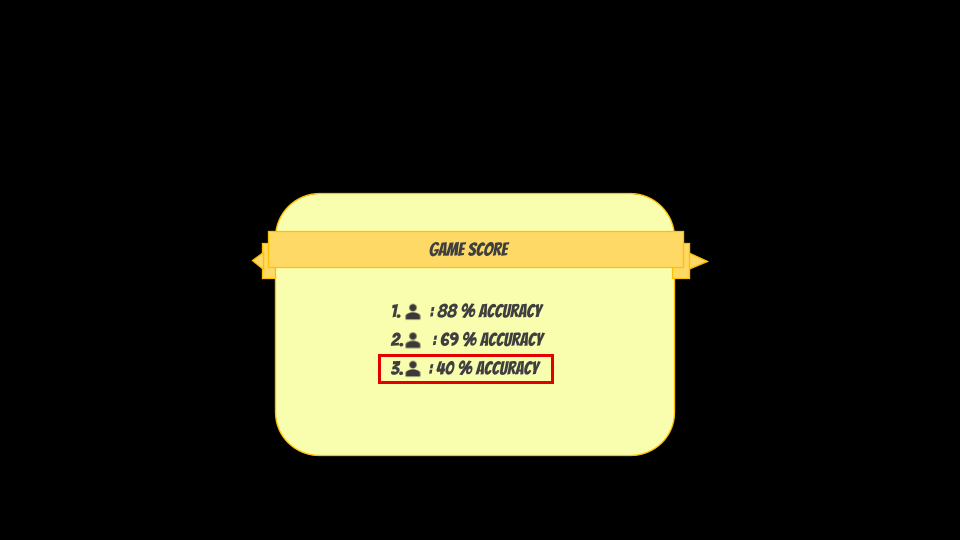 GAME SCORE
1. : 88 % ACCURACY
2. : 69 % ACCURACY
3. : 40 % ACCURACY